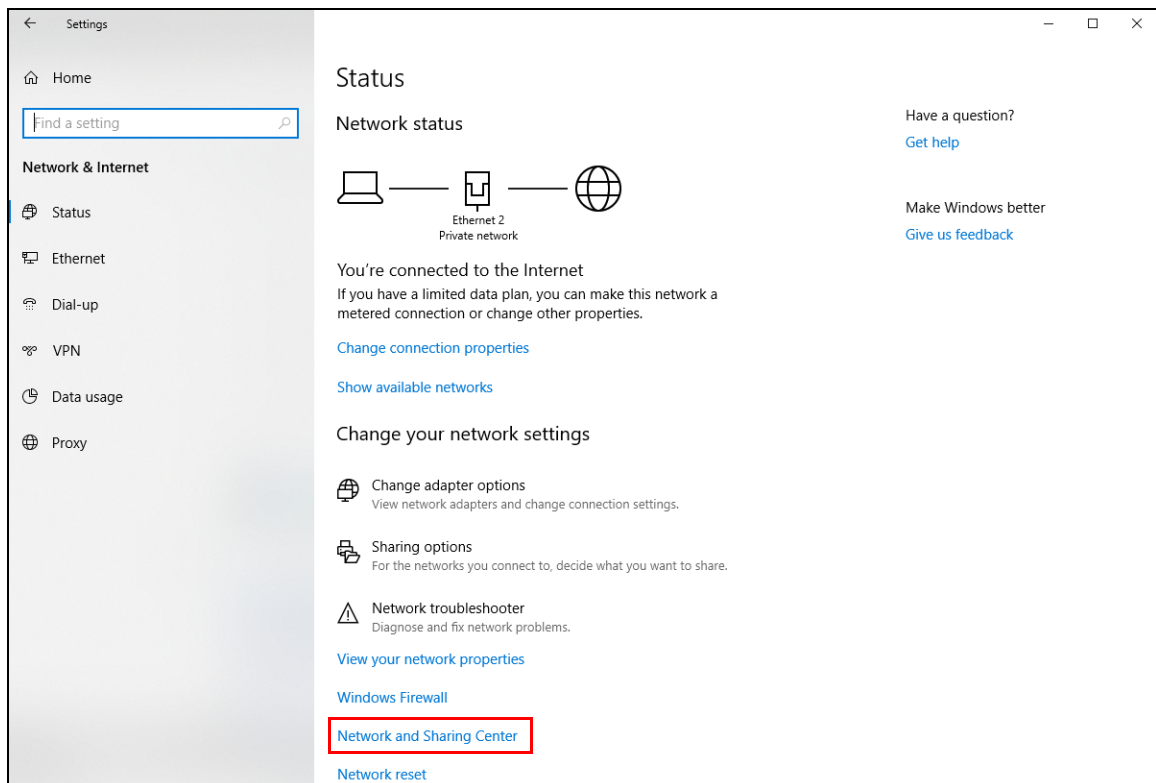 Settings
Home
Find a setting
Network & Internet
Status
Ethernet
Dial-up
VPN
Data usage
Proxy
Status
Network status
Ethernet 2
Private network
You're connected to the Internet
If you have a limited data plan, you can make this network a
metered connection or change other properties.
Change connection properties
Show available networks
Change your network settings
Change adapter options
View network adapters and change connection settings.
Sharing options
For the networks you connect to, decide what you want to share.
Network troubleshooter
Diagnose and fix network problems.
View your network properties
Windows Firewall
Network and Sharing Center
Network reset
Have a question?
Get help
Make Windows better
Give us feedback